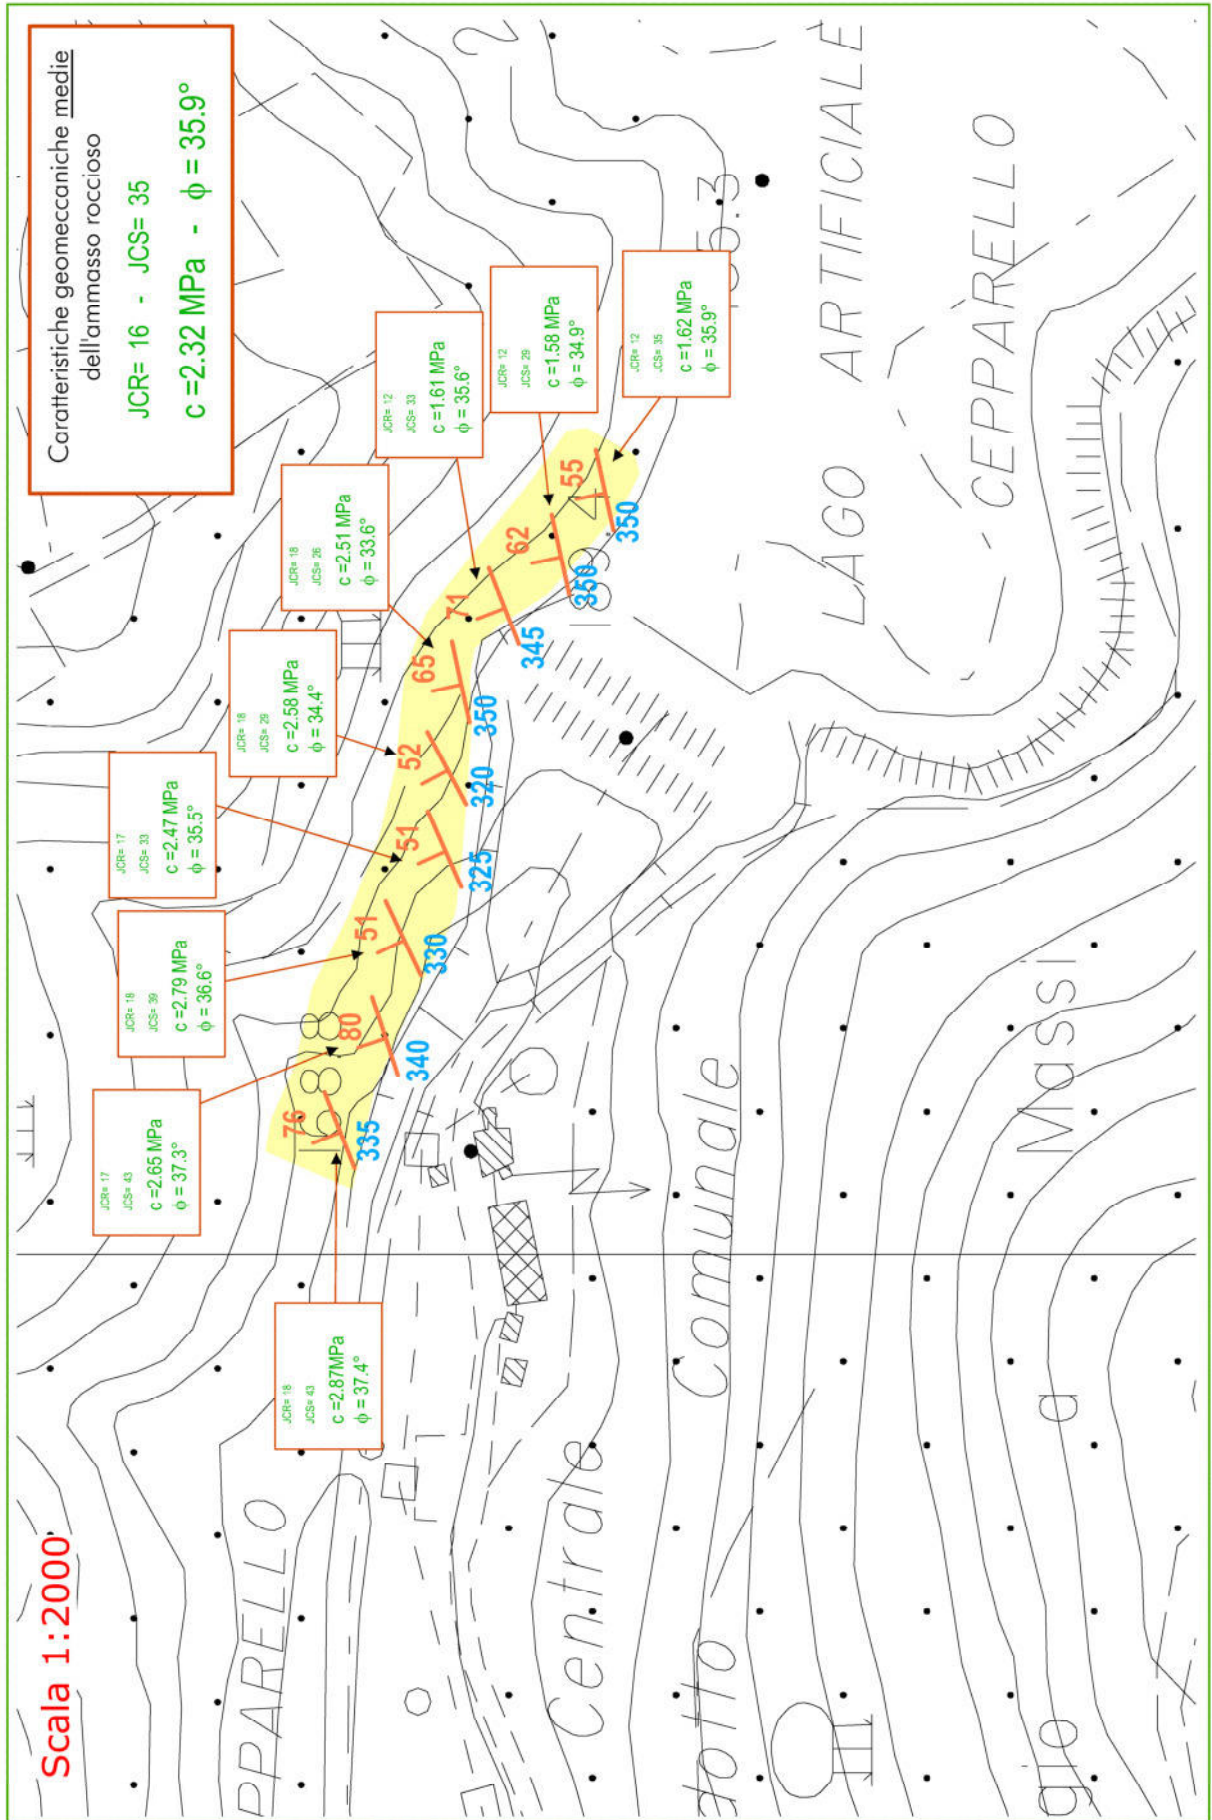 Scala 1:2000
Caratteristiche geomeccaniche medie
dell'ammasso roccioso
JCR= 16 - JCS= 35
c =2.32 MPa - ϕ = 35.9°
JCR= 18
JCS= 43
c =2.87MPa
ϕ = 37.4°
JCR= 17
JCS= 43
c =2.65 MPa
ϕ = 37.3°
JCR= 18
JCS= 39
c =2.79 MPa
ϕ = 36.6°
JCR= 17
JCS= 33
c =2.47 MPa
ϕ = 35.5°
JCR= 18
JCS= 29
c =2.58 MPa
ϕ = 34.4°
JCR= 18
JCS= 26
c =2.51 MPa
ϕ = 33.6°
JCR= 12
JCS= 33
c =1.61 MPa
ϕ = 35.6°
JCR= 12
JCS= 29
c =1.58 MPa
ϕ = 34.9°
JCR= 12
JCS= 35
c =1.62 MPa
ϕ = 35.9°
76
335
80
340
51
330
51
325
52
320
65
350
71
345
62
350
55
350
168.8
2
PPARELLO
LAGO ARTIFICIALE
CEPPARELLO
Centrale
dotto Comunale
gio a Massi
N